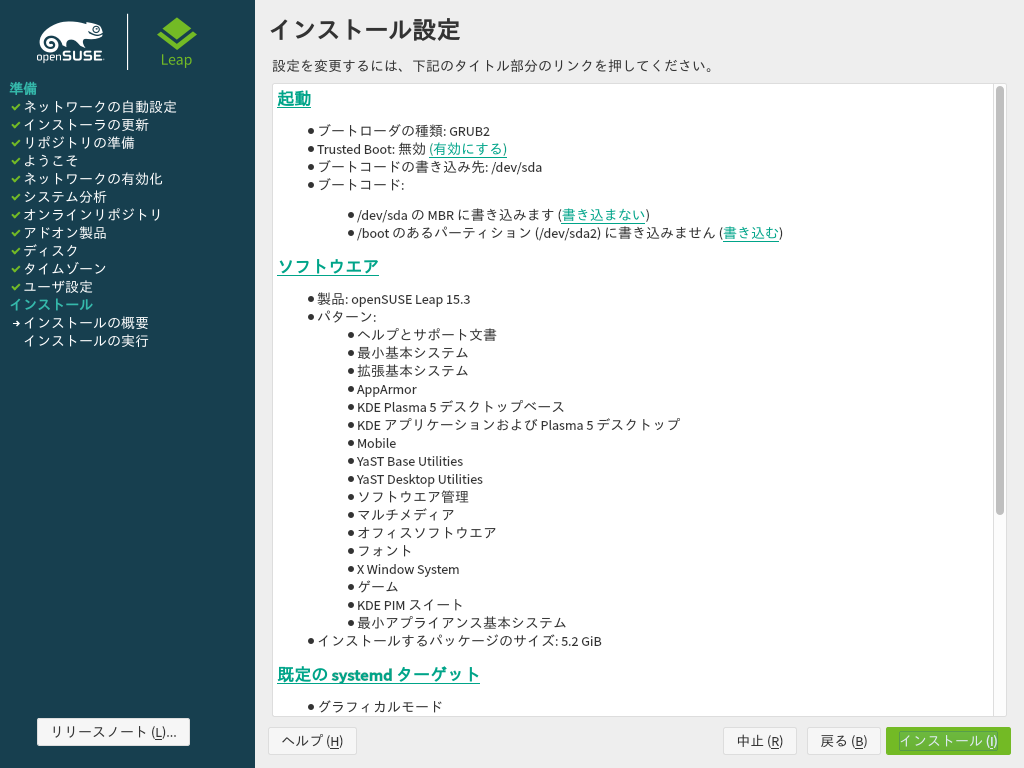 openSUSE
Leap
準備
ネットワークの自動設定
インストーラの更新
リポジトリの準備
ようこそ
ネットワークの有効化
システム分析
オンラインリポジトリ
アドオン製品
ディスク
タイムゾーン
ユーザ設定
インストール
インストールの概要
インストールの実行
リリースノート (L)...
インストール設定
設定を変更するには、下記のタイトル部分のリンクを押してください。
起動
ブートローダの種類: GRUB2
Trusted Boot: 無効 (有効にする)
ブートコードの書き込み先: /dev/sda
ブートコード:
/dev/sda の MBR に書き込みます (書き込まない)
/boot のあるパーティション (/dev/sda2) に書き込みません (書き込む)
ソフトウエア
製品: openSUSE Leap 15.3
パターン:
ヘルプとサポート文書
最小基本システム
拡張基本システム
AppArmor
KDE Plasma 5 デスクトップベース
KDE アプリケーションおよび Plasma 5 デスクトップ
Mobile
YaST Base Utilities
YaST Desktop Utilities
ソフトウエア管理
マルチメディア
オフィスソフトウエア
フォント
X Window System
ゲーム
KDE PIM スイート
最小アプライアンス基本システム
インストールするパッケージのサイズ: 5.2 GiB
既定の systemd ターゲット
グラフィカルモード
ヘルプ (H)
中止 (R)
戻る (B)
インストール (I)